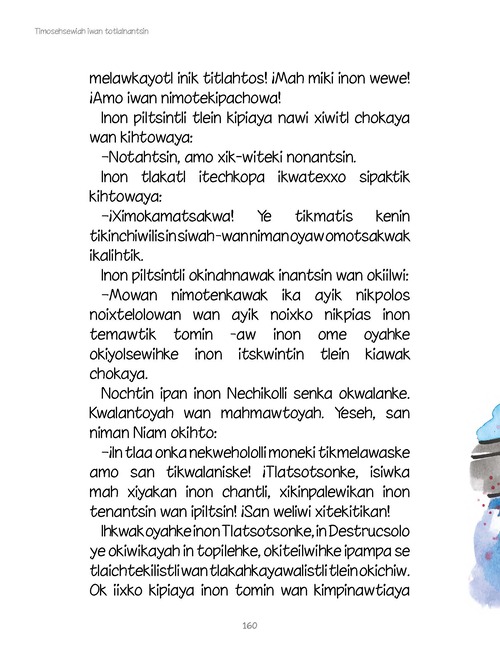 Timosehsewiah iwan totlalnantsin
melawkayotl inik titlahtos! ¡Mah miki inon wewe!
¡Amo iwan nimotekipachowa!
Inon piltsintli tlein kipiaya nawi xiwitl chokaya
wan kihtowaya:
–Notahtsin, amo xik-witeki nonantsin.
Inon tlakatl itechkopa ikwatexxo sipaktik
kihtowaya:
–¡Ximokamatsakwa! Ye tikmatis kenin
tikinchiwilis in siwah -wan niman oyaw omotsakwak
ikalihtik.
Inon piltsintli okinahnawak inantsin wan okiilwi:
–Mowan nimotenkawak ika ayik nikpolos
noixtelolowan wan ayik noixko nikpias inon
temawtik tomin -aw inon ome oyahke
okiyolsewihke inon itskwintin tlein kiawak
chokaya.
Nochtin ipan inon Nechikolli senka okwalanke.
Kwalantoyah wan mahmawtoyah. Yeseh, san
niman Niam okihto:
–¡In tlaa onka nekwehololli moneki tikmelawaske
amo san tikwalaniske! ¡Tlatsotsonke, isiwka
mah xiyakan inon chantli, xikinpalewikan inon
tenantsin wan ipiltsin! ¡San weliwi xitekitikan!
Ihkwak oyahke inon Tlatsotsonke, in Destrucsolo
ye okiwikayah in topilehke, okiteilwihke ipampa se
tlaichtekilistli wan tlakahkayawalistli tlein okichiw.
Ok iixko kipiaya inon tomin wan kimpinawtiaya
160